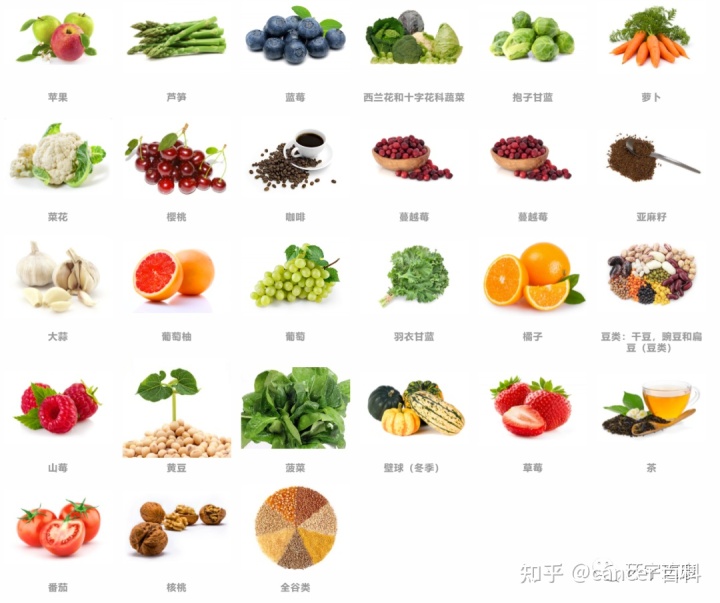 苹果
芦笋
蓝莓
西兰花和十字花科蔬菜
抱子甘蓝
萝卜
菜花
樱桃
咖啡
蔓越莓
蔓越莓
亚麻籽
大蒜
葡萄柚
葡萄
羽衣甘蓝
橘子
豆类：干豆，豌豆和扁
豆（豆类）
山莓
黄豆
菠菜
壁球（冬季）
草莓
茶
番茄
核桃
全谷类
知乎 @cancer百科